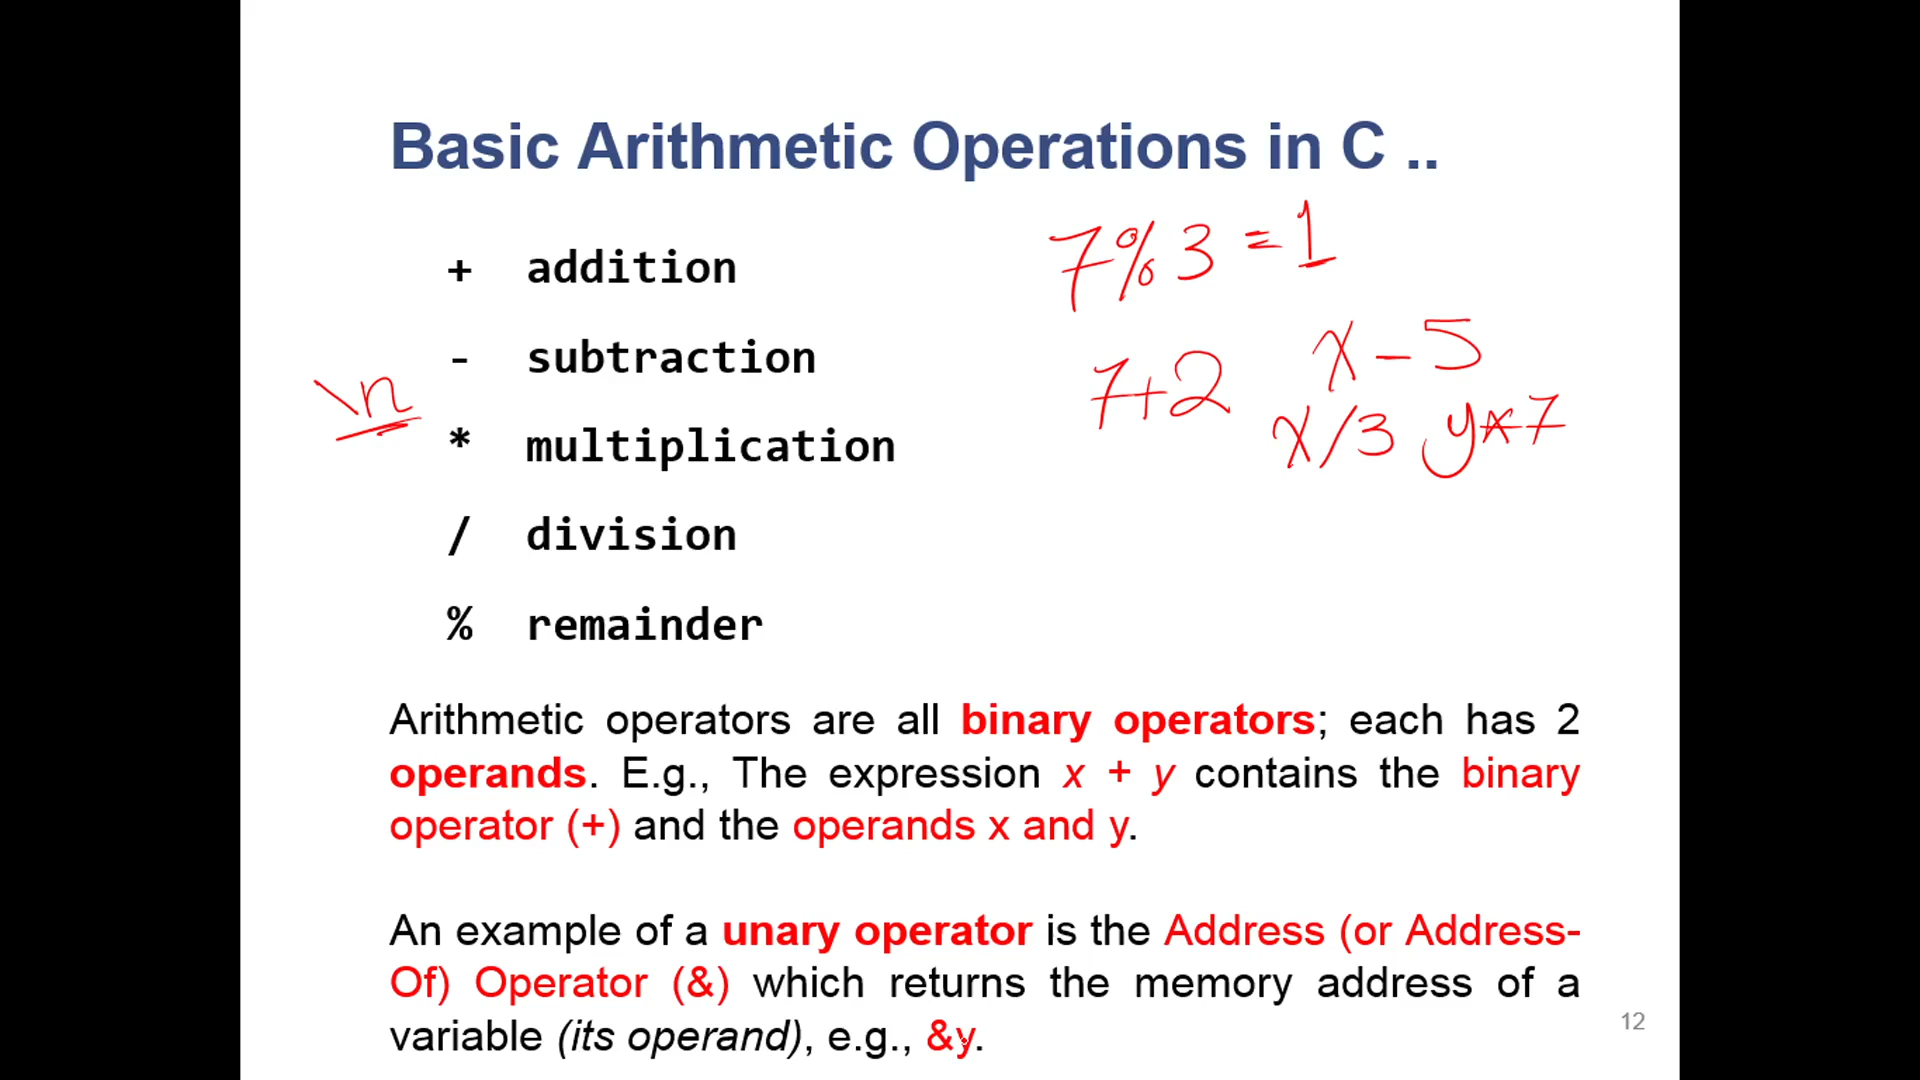 Basic Arithmetic Operations in C ..
+ addition
7%3 = 1
- subtraction
x - 5
7+2
\n
* multiplication
x/3 y*7
/ division
% remainder
Arithmetic operators are all binary operators; each has 2
operands. E.g., The expression x + y contains the binary
operator (+) and the operands x and y.
An example of a unary operator is the Address (or Address-
Of) Operator (&) which returns the memory address of a
variable (its operand), e.g., &y.
12